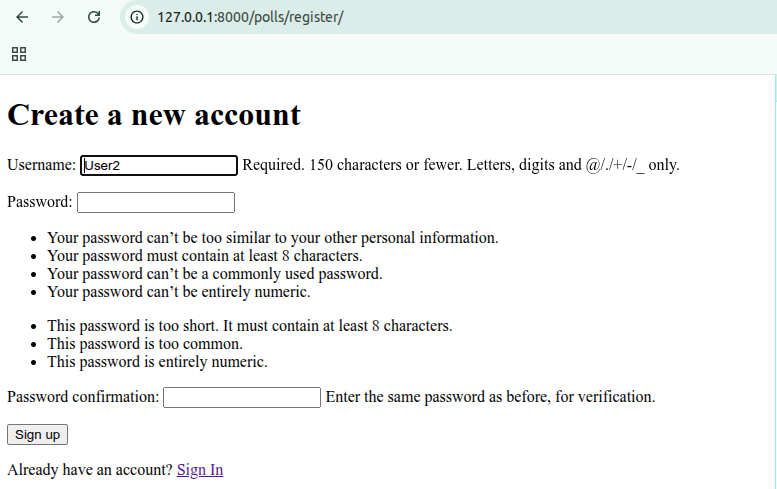 127.0.0.1:8000/polls/register/
Create a new account
Username: User2 Required. 150 characters or fewer. Letters, digits and @/./+/-/_ only.
Password:
Your password can’t be too similar to your other personal information.
Your password must contain at least 8 characters.
Your password can’t be a commonly used password.
Your password can’t be entirely numeric.
This password is too short. It must contain at least 8 characters.
This password is too common.
This password is entirely numeric.
Password confirmation: Enter the same password as before, for verification.
Sign up
Already have an account? Sign In